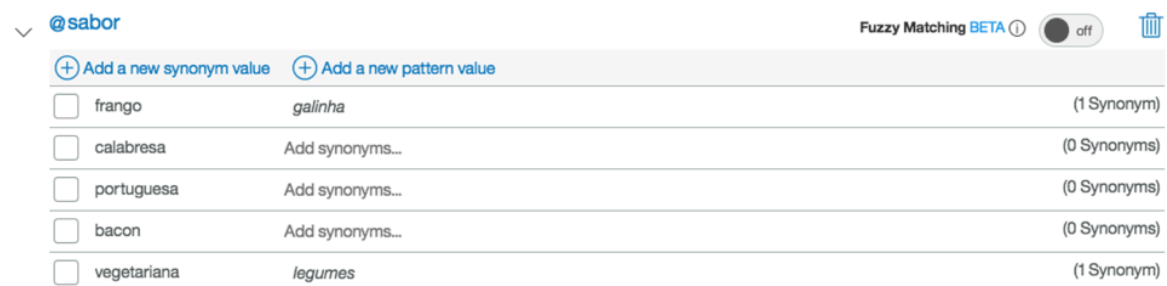 @sabor Fuzzy Matching BETA off
Add a new synonym value Add a new pattern value
frango galinha (1 Synonym)
calabresa Add synonyms... (0 Synonyms)
portuguesa Add synonyms... (0 Synonyms)
bacon Add synonyms... (0 Synonyms)
vegetariana legumes (1 Synonym)